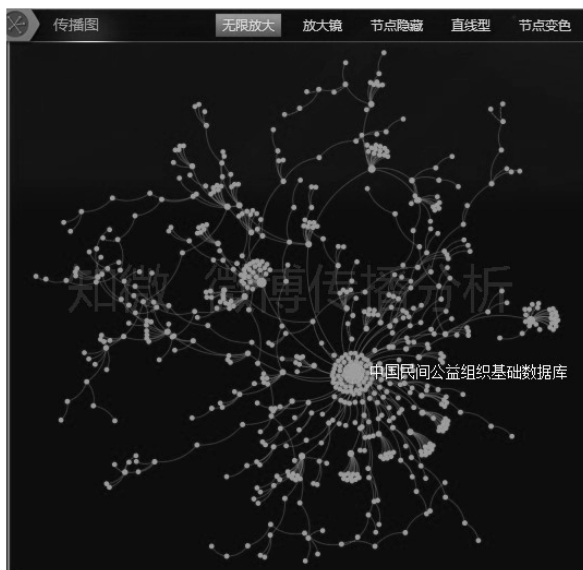 传播图 无限放大 放大镜 节点隐藏 直线型 节点变色
知微 微博传播分析
中国民间公益组织基础数据库